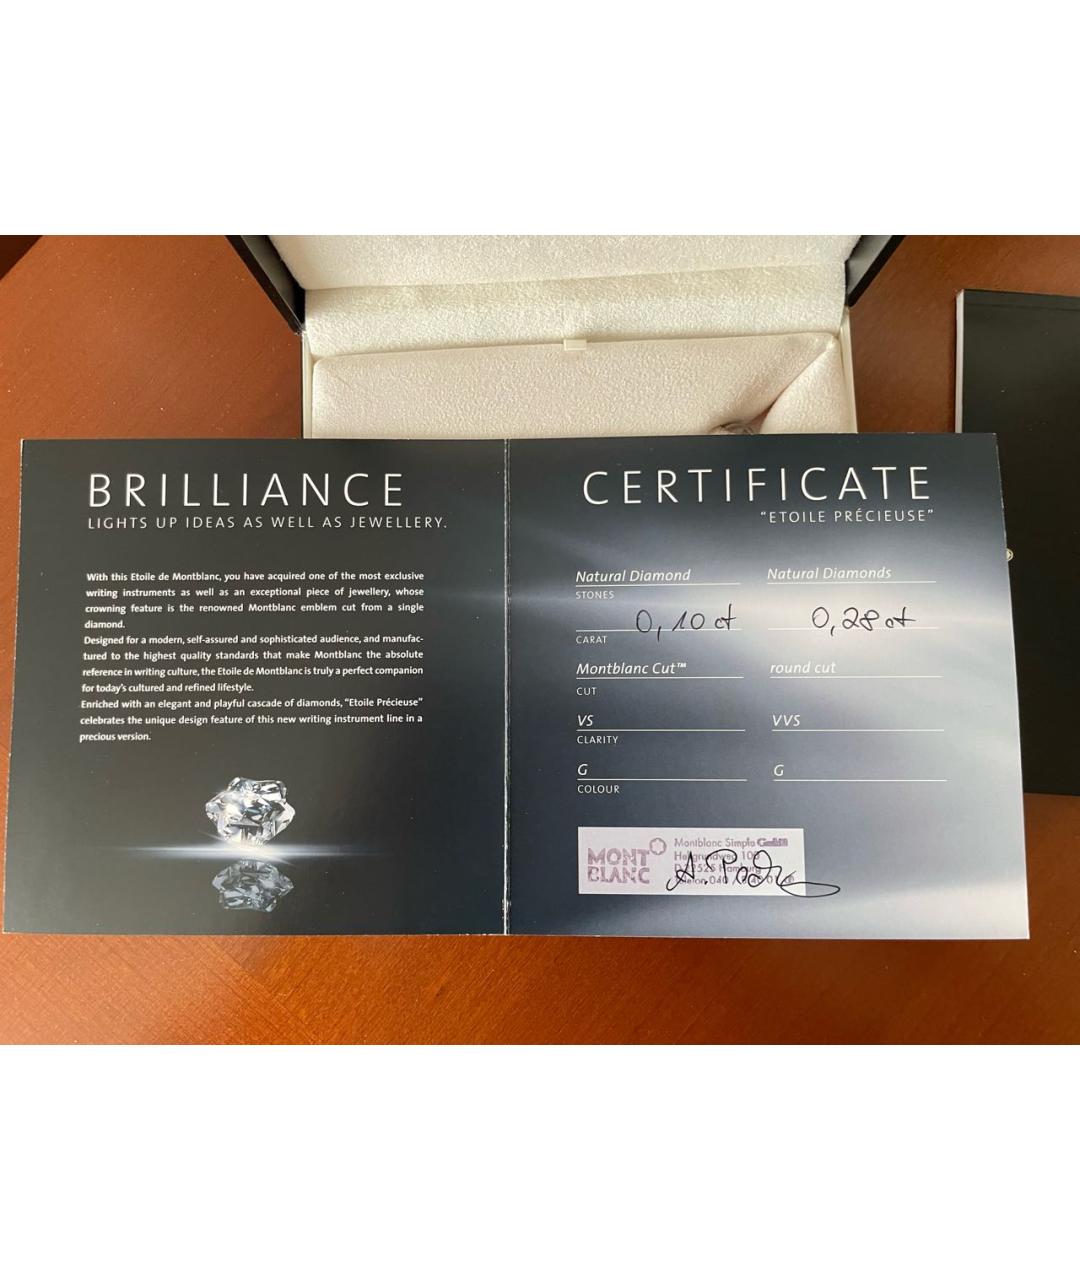 BRILLIANCE
LIGHTS UP IDEAS AS WELL AS JEWELLERY.
With this Etoile de Montblanc, you have acquired one of the most exclusive
writing instruments as well as an exceptional piece of jewellery, whose
crowning feature is the renowned Montblanc emblem cut from a single
diamond.
Designed for a modern, self-assured and sophisticated audience, and manufac-
tured to the highest quality standards that make Montblanc the absolute
reference in writing culture, the Etoile de Montblanc is truly a perfect companion
for today's cultured and refined lifestyle.
Enriched with an elegant and playful cascade of diamonds, "Etoile Précieuse"
celebrates the unique design feature of this new writing instrument line in a
precious version.
CERTIFICATE
"ETOILE PRÉCIEUSE"
Natural Diamond Natural Diamonds
STONES
0,10 ct 0,28 ct
CARAT
Montblanc Cut™ round cut
CUT
VS VVS
CLARITY
G G
COLOUR
MONT
BLANC
Montblanc Simplo GmbH
Hamburg